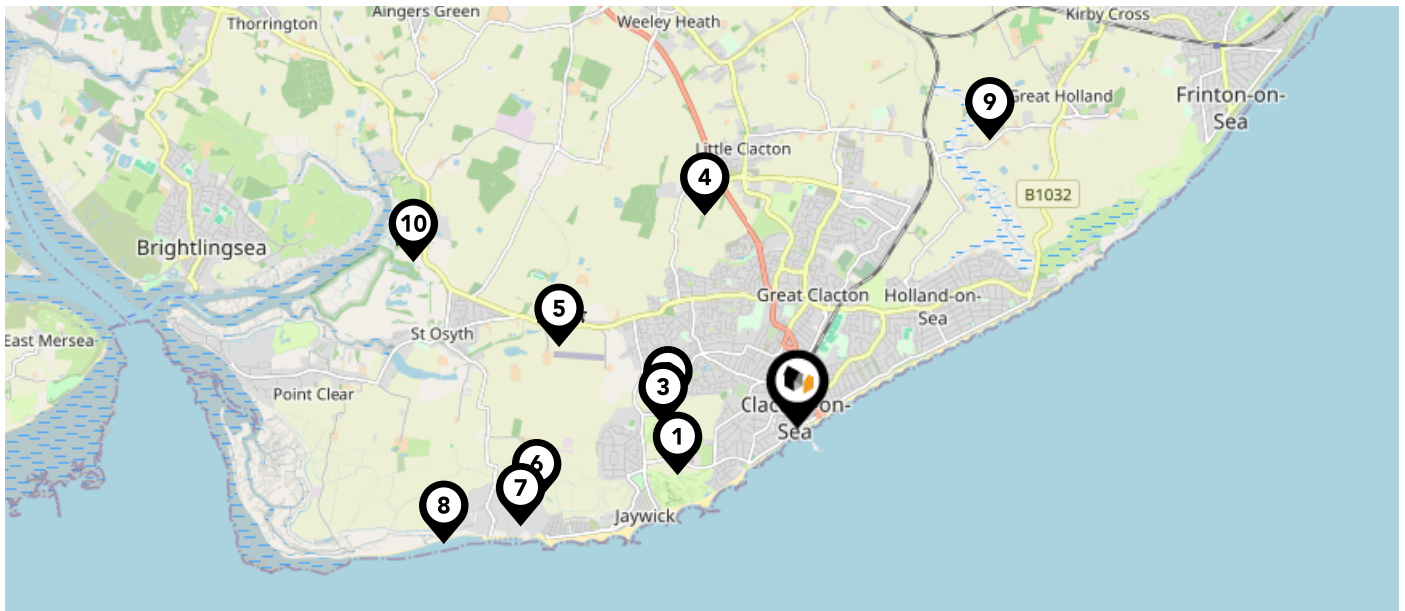 Aingers Green
Thorrington
Weeley Heath
Kirby Cross
9
Great Holland
Frinton-on-
Sea
Little Clacton
4
B1032
10
Brightlingsea
5
Great Clacton
Holland-on-
Sea
St Osyth
East Mersea
3
Point Clear
Clac
on-
Sea
1
6
7
8
Jaywick